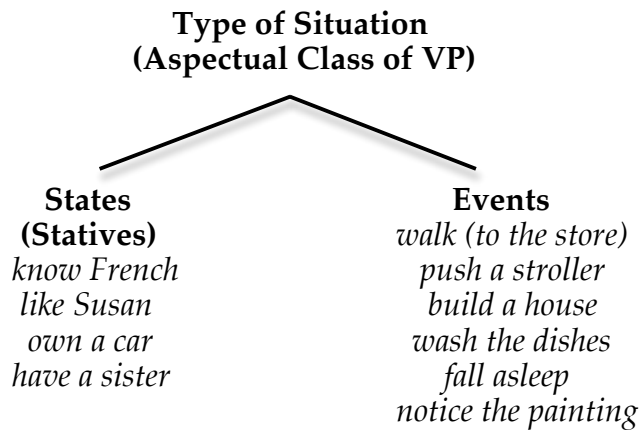 Type of Situation
(Aspectual Class of VP)
States
(Statives)
know French
like Susan
own a car
have a sister
Events
walk (to the store)
push a stroller
build a house
wash the dishes
fall asleep
notice the painting